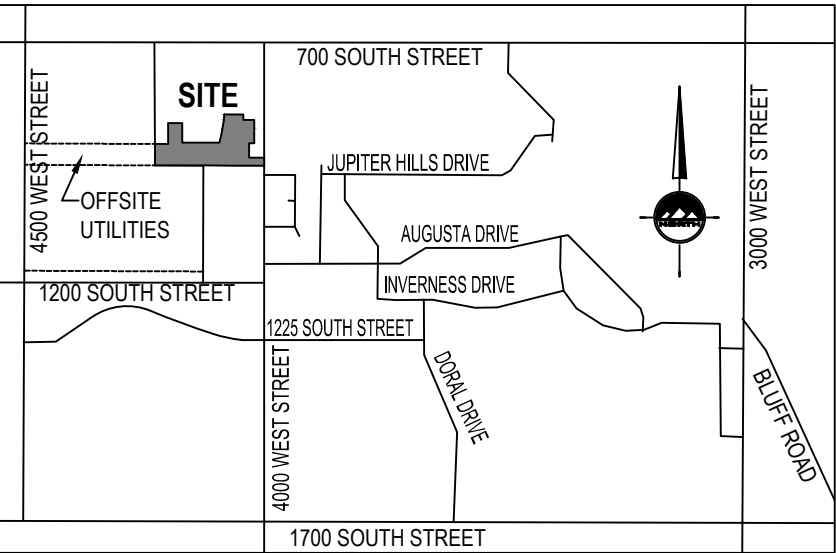 700 SOUTH STREET
SITE
4500 WEST STREET
3000 WEST STREET
JUPITER HILLS DRIVE
OFFSITE
UTILITIES
NORTH
AUGUSTA DRIVE
INVERNESS DRIVE
1200 SOUTH STREET
1225 SOUTH STREET
DORAL DRIVE
BLUFF ROAD
4000 WEST STREET
1700 SOUTH STREET